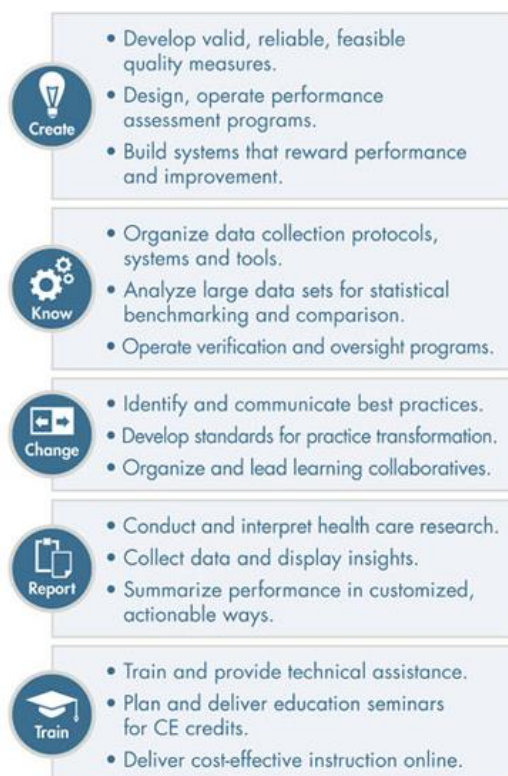 Create
• Develop valid, reliable, feasible
quality measures.
• Design, operate performance
assessment programs.
• Build systems that reward performance
and improvement.
Know
• Organize data collection protocols,
systems and tools.
• Analyze large data sets for statistical
benchmarking and comparison.
• Operate verification and oversight programs.
Change
• Identify and communicate best practices.
• Develop standards for practice transformation.
• Organize and lead learning collaboratives.
Report
• Conduct and interpret health care research.
• Collect data and display insights.
• Summarize performance in customized,
actionable ways.
Train
• Train and provide technical assistance.
• Plan and deliver education seminars
for CE credits.
• Deliver cost-effective instruction online.